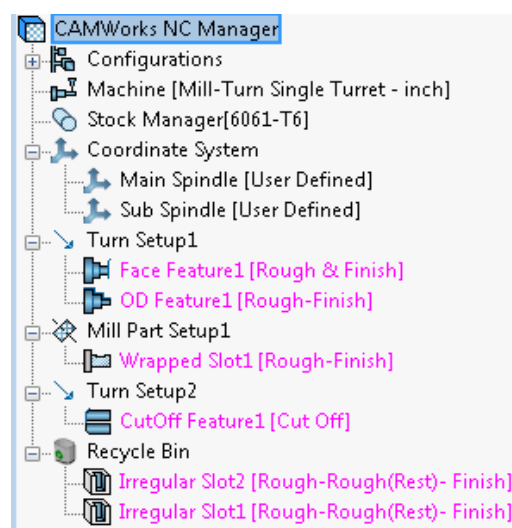 CAMWorks NC Manager
Configurations
Machine [Mill-Turn Single Turret - inch]
Stock Manager[6061-T6]
Coordinate System
Main Spindle [User Defined]
Sub Spindle [User Defined]
Turn Setup1
Face Feature1 [Rough & Finish]
OD Feature1 [Rough-Finish]
Mill Part Setup1
Wrapped Slot1 [Rough-Finish]
Turn Setup2
CutOff Feature1 [Cut Off]
Recycle Bin
Irregular Slot2 [Rough-Rough(Rest)- Finish]
Irregular Slot1 [Rough-Rough(Rest)- Finish]